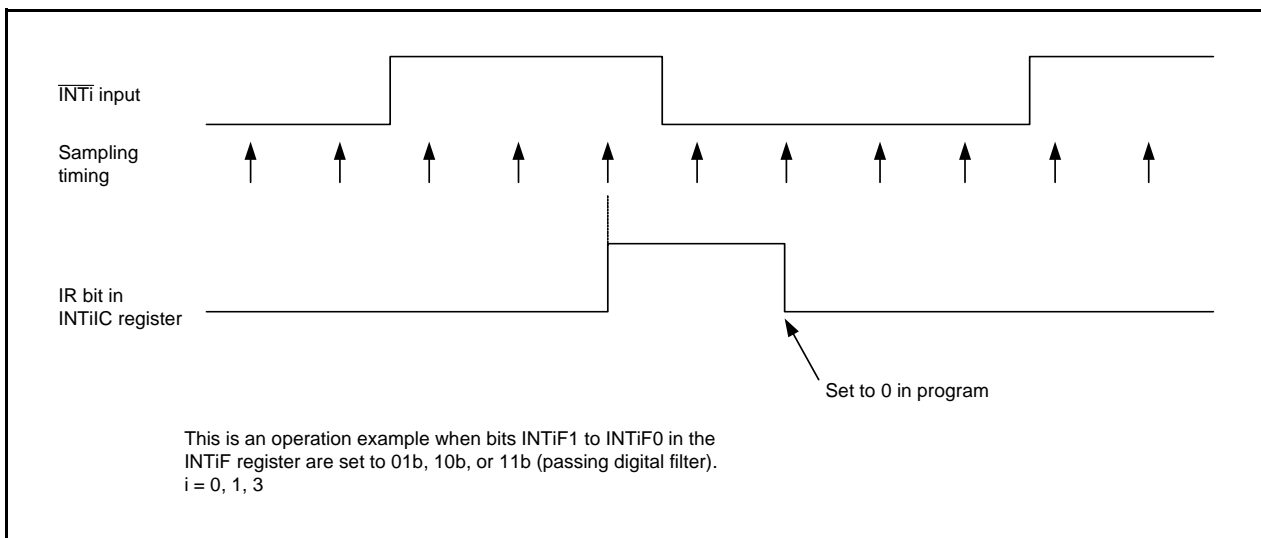 INTi input
Sampling
timing
IR bit in
INTiIC register
Set to 0 in program
This is an operation example when bits INTiF1 to INTiF0 in the
INTiF register are set to 01b, 10b, or 11b (passing digital filter).
i = 0, 1, 3